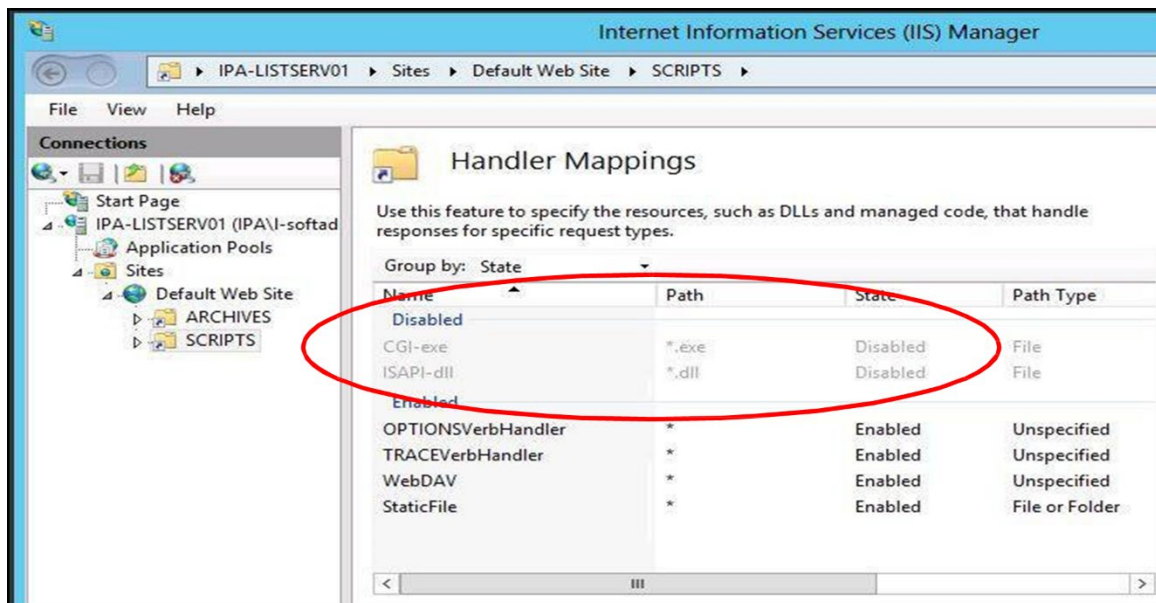 Internet Information Services (IIS) Manager
IPA-LISTSERV01 Sites Default Web Site SCRIPTS
File View Help
Connections
Start Page
IPA-LISTSERV01 (IPA\I-softad
Application Pools
Sites
Default Web Site
ARCHIVES
SCRIPTS
Handler Mappings
Use this feature to specify the resources, such as DLLs and managed code, that handle
responses for specific request types.
Group by: State
Name Path State Path Type
Disabled
CGI-exe *.exe Disabled File
ISAPI-dll *.dll Disabled File
Enabled
OPTIONSVerbHandler * Enabled Unspecified
TRACEVerbHandler * Enabled Unspecified
WebDAV * Enabled Unspecified
StaticFile * Enabled File or Folder